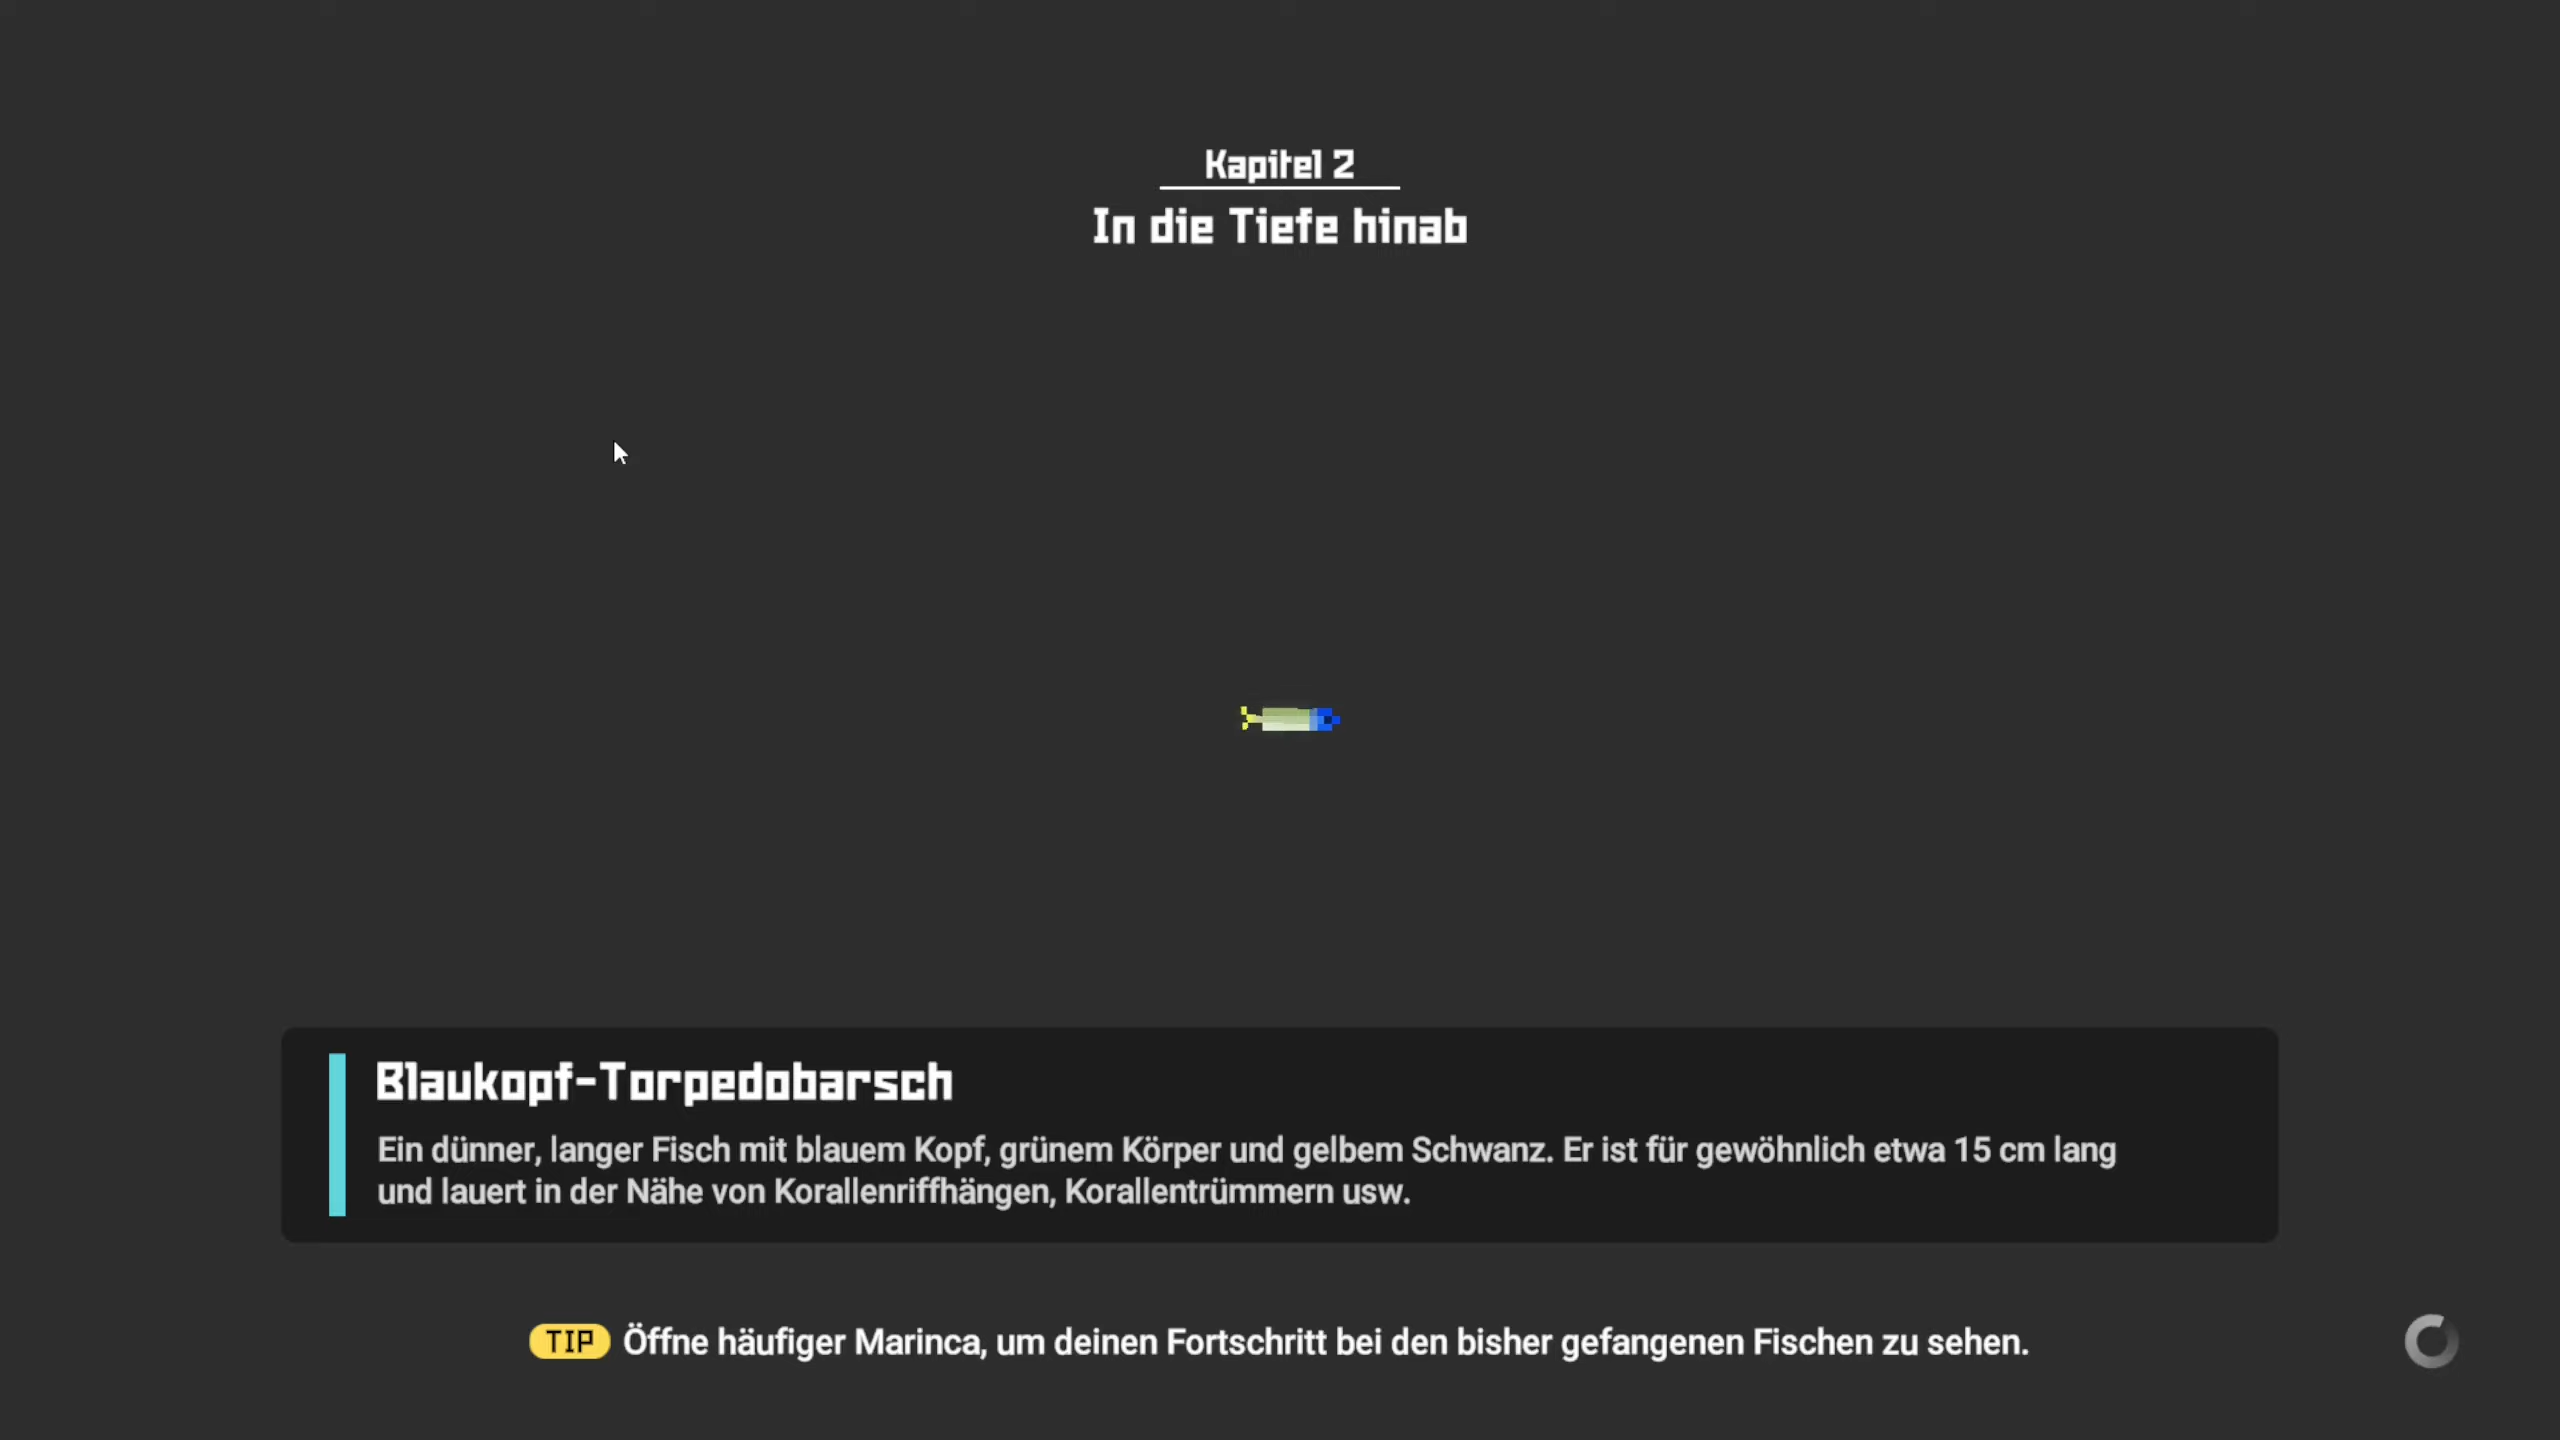 Kapitel 2
In die Tiefe hinab
Blaukopf-Torpedobarsch
Ein dünner, langer Fisch mit blauem Kopf, grünem Körper und gelbem Schwanz. Er ist für gewöhnlich etwa 15 cm lang
und lauert in der Nähe von Korallenriffhängen, Korallentrümmern usw.
TIP Öffne häufiger Marinca, um deinen Fortschritt bei den bisher gefangenen Fischen zu sehen.